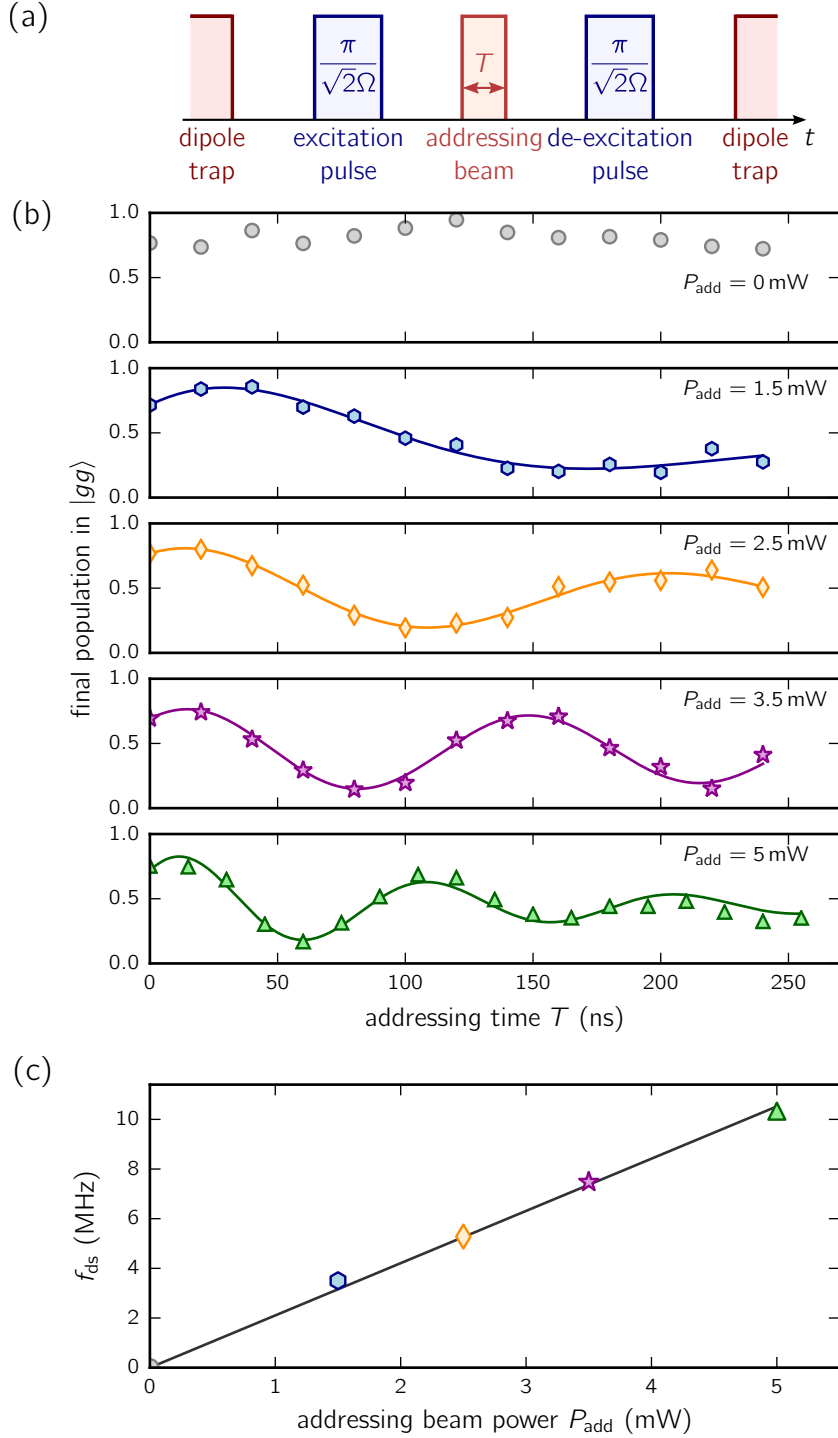 (a)
π/√2Ω
T
π/√2Ω
dipole trap
excitation pulse
addressing beam
de-excitation pulse
dipole trap
t
(b)
final population in |gg⟩
1.0
0.5
0.0
P_add = 0 mW
1.0
0.5
0.0
P_add = 1.5 mW
1.0
0.5
0.0
P_add = 2.5 mW
1.0
0.5
0.0
P_add = 3.5 mW
1.0
0.5
0.0
P_add = 5 mW
0 50 100 150 200 250
addressing time T (ns)
(c)
f_ds (MHz)
10
8
6
4
2
0
0 1 2 3 4 5
addressing beam power P_add (mW)